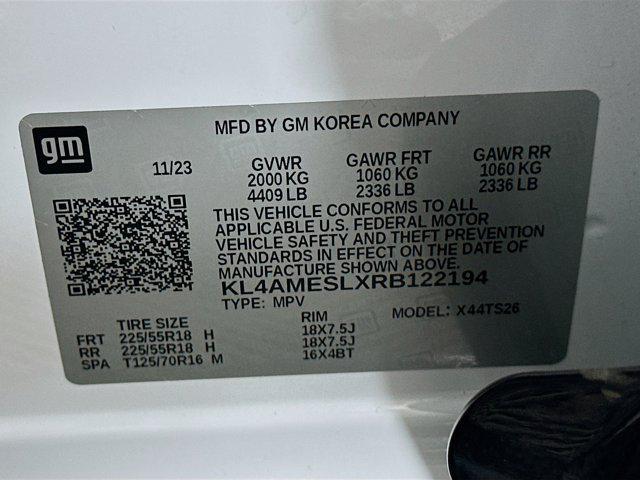 gm
MFD BY GM KOREA COMPANY
11/23
GVWR GAWR FRT GAWR RR
2000 KG 1060 KG 1060 KG
4409 LB 2336 LB 2336 LB
THIS VEHICLE CONFORMS TO ALL
APPLICABLE U.S. FEDERAL MOTOR
VEHICLE SAFETY AND THEFT PREVENTION
STANDARDS IN EFFECT ON THE DATE OF
MANUFACTURE SHOWN ABOVE.
KL4AMESLXRB122194
TYPE: MPV MODEL: X44TS26
TIRE SIZE RIM
FRT 225/55R18 H 18X7.5J
RR 225/55R18 H 18X7.5J
SPA T125/70R16 M 16X4BT